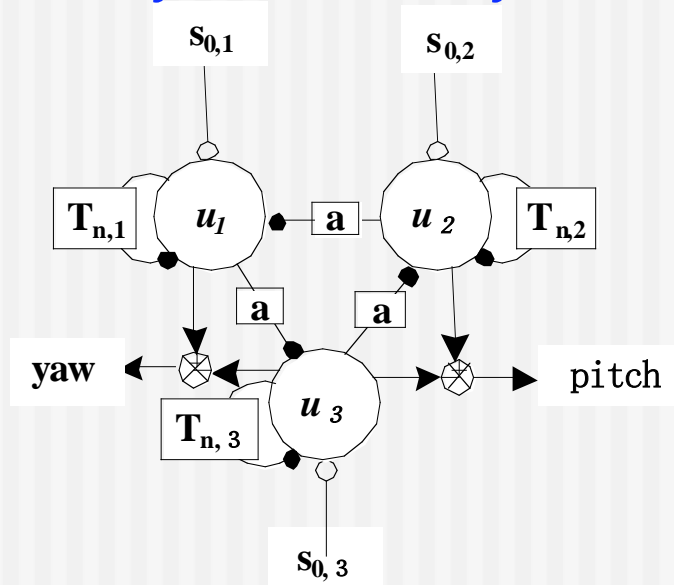 s0,1
s0,2
Tn,1
u1
a
u2
Tn,2
a
a
yaw
pitch
u3
Tn,3
s0,3